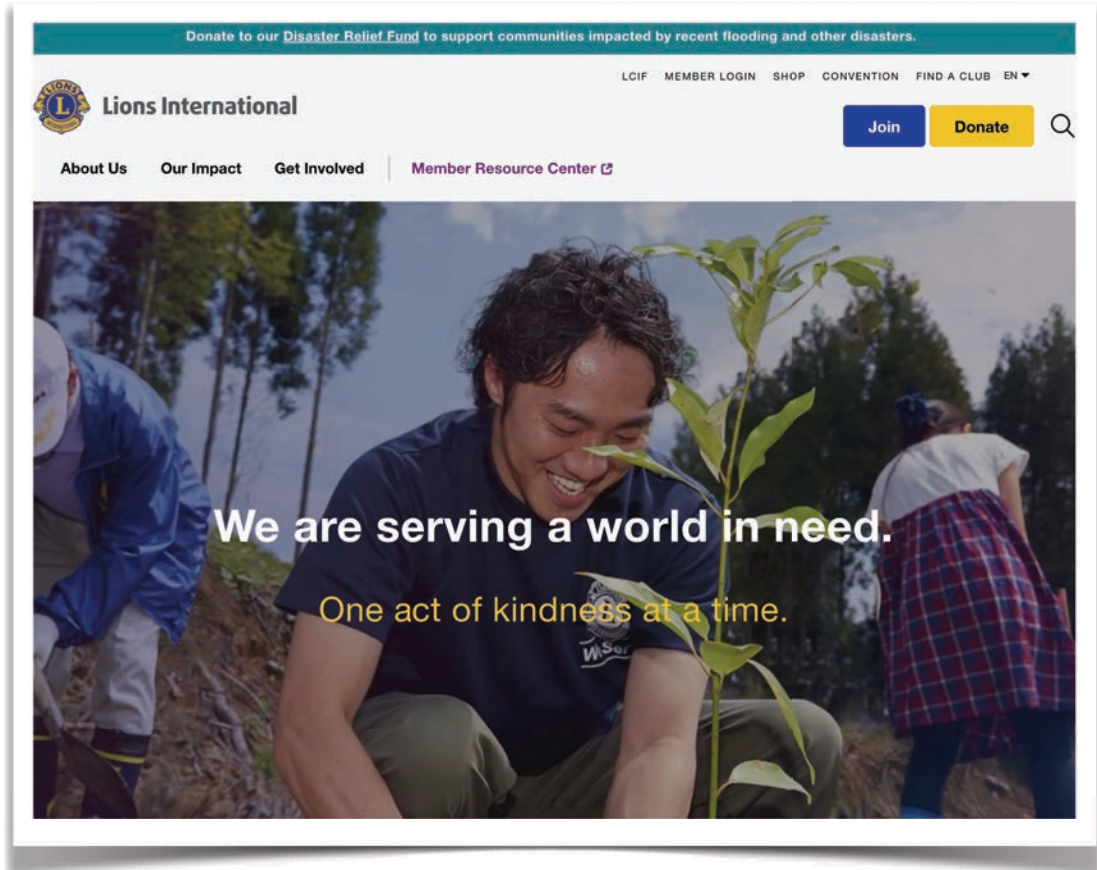 Donate to our Disaster Relief Fund to support communities impacted by recent flooding and other disasters.
LCIF MEMBER LOGIN SHOP CONVENTION FIND A CLUB EN
LIONS
L
INTERNATIONAL
Lions International
Join
Donate
About Us Our Impact Get Involved Member Resource Center
We are serving a world in need.
One act of kindness at a time.